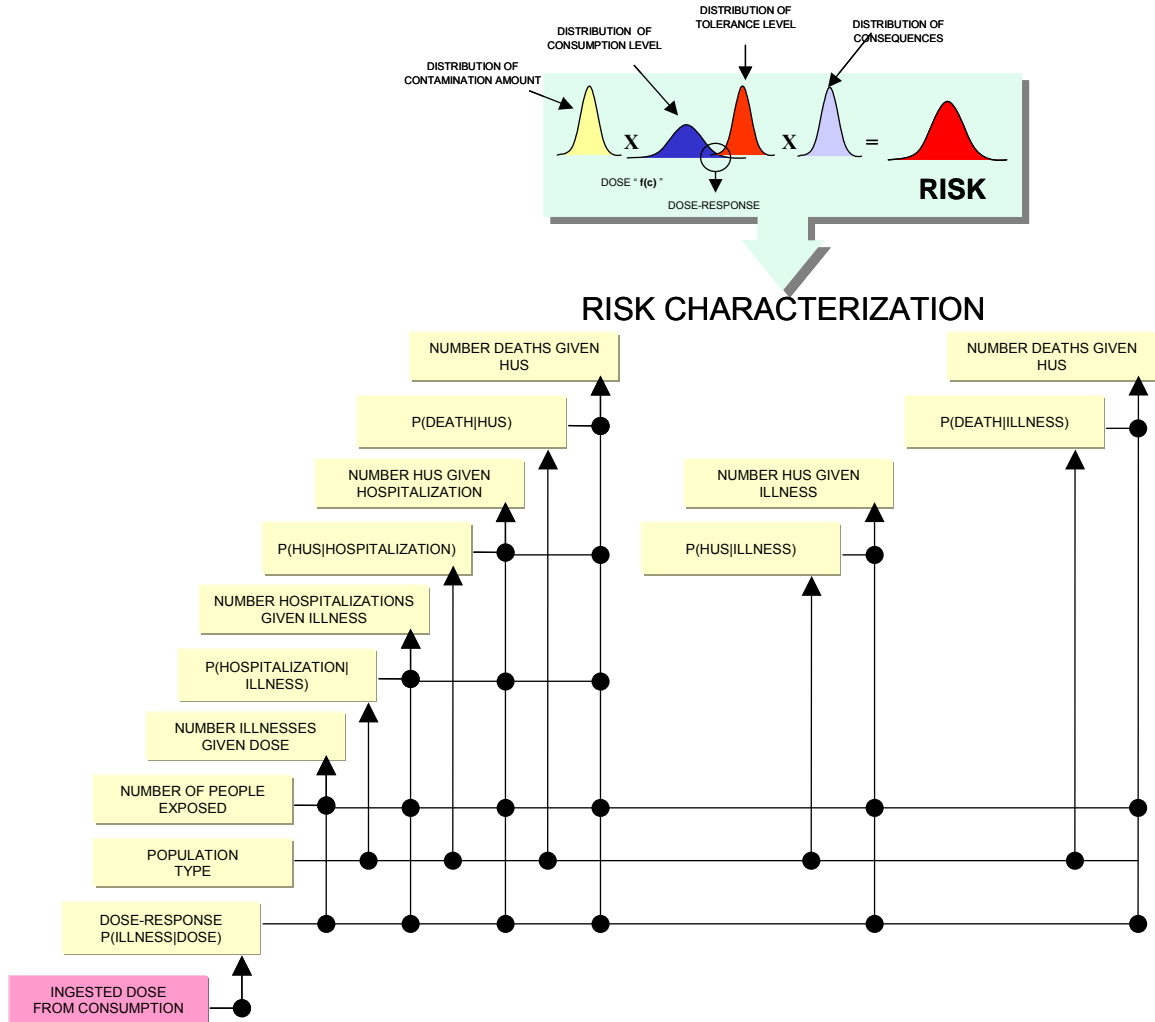 DISTRIBUTION OF
TOLERANCE LEVEL
DISTRIBUTION OF
CONSEQUENCES
DISTRIBUTION OF
CONSUMPTION LEVEL
DISTRIBUTION OF
CONTAMINATION AMOUNT
X
X
=
DOSE " f(c) "
RISK
DOSE-RESPONSE
RISK CHARACTERIZATION
NUMBER DEATHS GIVEN
HUS
NUMBER DEATHS GIVEN
HUS
P(DEATH|HUS)
P(DEATH|ILLNESS)
NUMBER HUS GIVEN
HOSPITALIZATION
NUMBER HUS GIVEN
ILLNESS
P(HUS|HOSPITALIZATION)
P(HUS|ILLNESS)
NUMBER HOSPITALIZATIONS
GIVEN ILLNESS
P(HOSPITALIZATION|
ILLNESS)
NUMBER ILLNESSES
GIVEN DOSE
NUMBER OF PEOPLE
EXPOSED
POPULATION
TYPE
DOSE-RESPONSE
P(ILLNESS|DOSE)
INGESTED DOSE
FROM CONSUMPTION